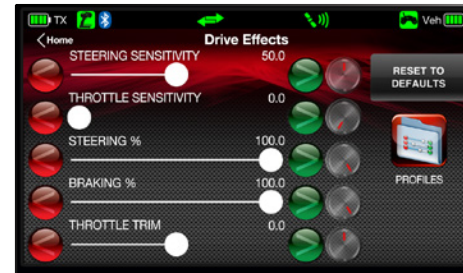 TX Veh
Home Drive Effects
STEERING SENSITIVITY 50.0
RESET TO
DEFAULTS
THROTTLE SENSITIVITY 0.0
STEERING % 100.0
PROFILES
BRAKING % 100.0
THROTTLE TRIM 0.0